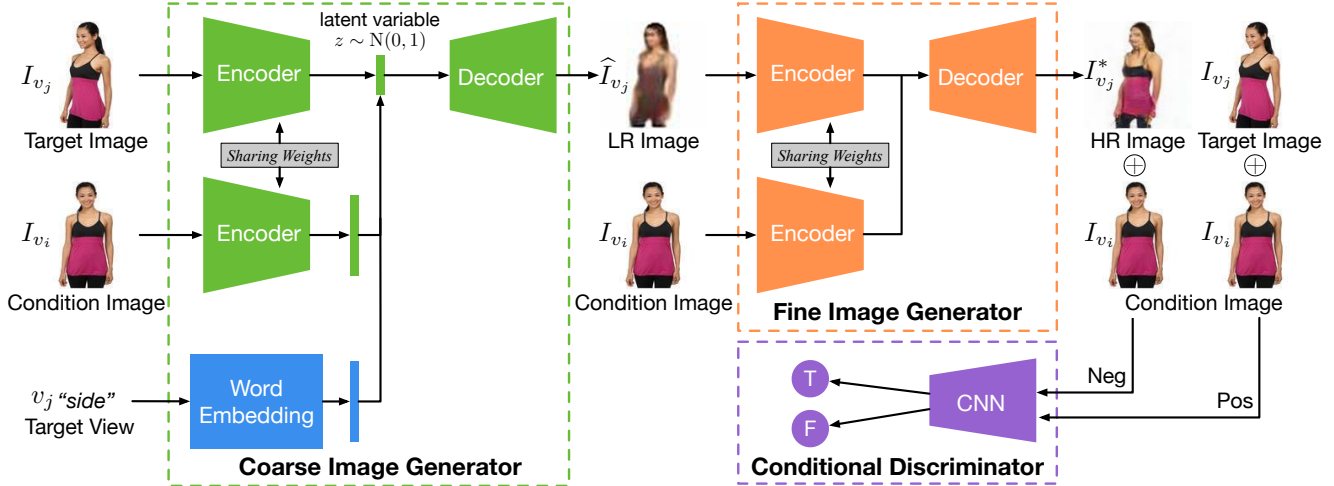 latent variable
z ∼ N(0, 1)
Encoder
Decoder
Encoder
Decoder
I_{v_j}
Target Image
\hat{I}_{v_j}
LR Image
I^*_{v_j}
HR Image
I_{v_j}
Target Image
Sharing Weights
Sharing Weights
I_{v_i}
Condition Image
Encoder
I_{v_i}
Condition Image
Encoder
I_{v_i}
I_{v_i}
Condition Image
Fine Image Generator
v_j "side"
Target View
Word
Embedding
Coarse Image Generator
T
F
CNN
Neg
Pos
Conditional Discriminator